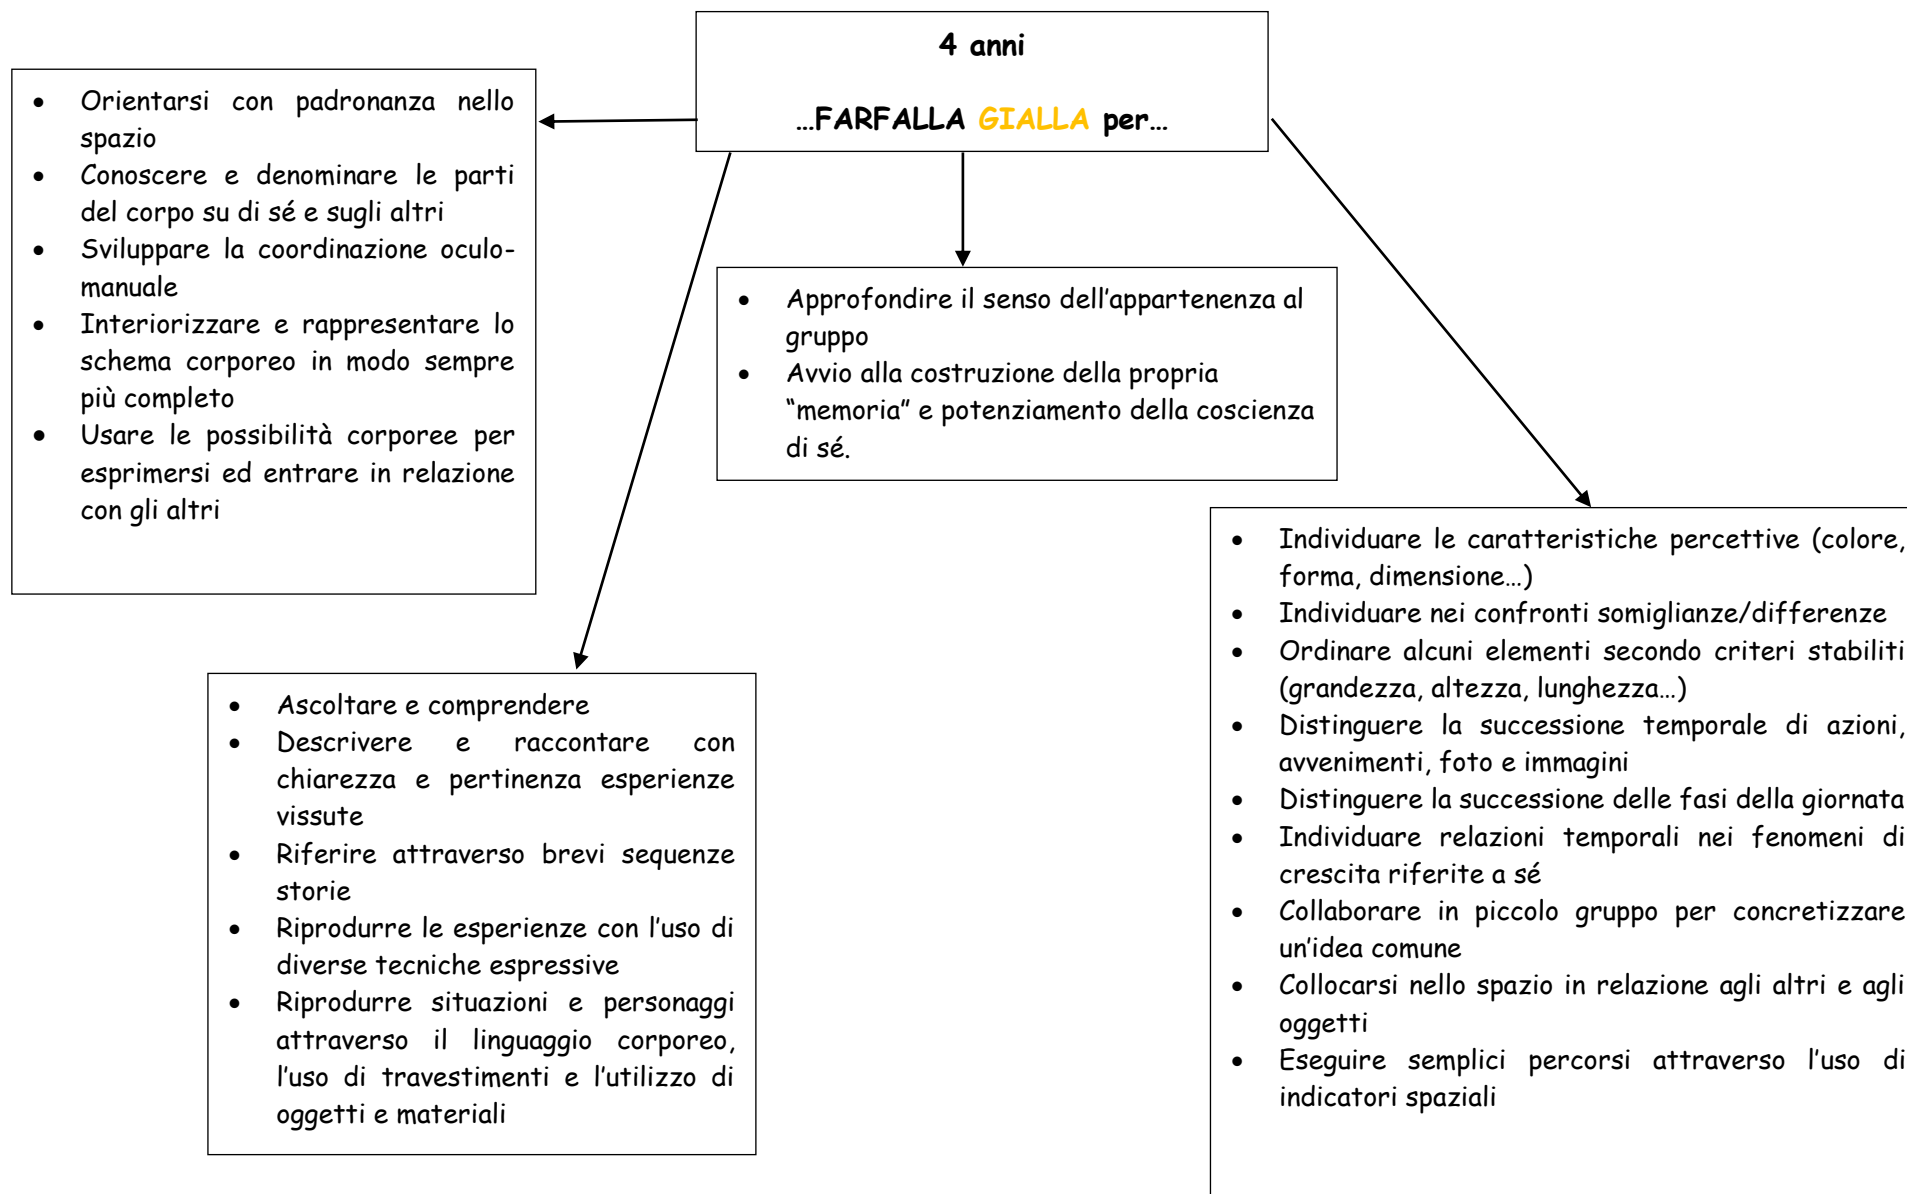 4 anni
...FARFALLA GIALLA per...
• Orientarsi con padronanza nello
spazio
• Conoscere e denominare le parti
del corpo su di sé e sugli altri
• Sviluppare la coordinazione oculo-
manuale
• Interiorizzare e rappresentare lo
schema corporeo in modo sempre
più completo
• Usare le possibilità corporee per
esprimersi ed entrare in relazione
con gli altri
• Approfondire il senso dell’appartenenza al
gruppo
• Avvio alla costruzione della propria
“memoria” e potenziamento della coscienza
di sé.
• Ascoltare e comprendere
• Descrivere e raccontare con
chiarezza e pertinenza esperienze
vissute
• Riferire attraverso brevi sequenze
storie
• Riprodurre le esperienze con l’uso di
diverse tecniche espressive
• Riprodurre situazioni e personaggi
attraverso il linguaggio corporeo,
l’uso di travestimenti e l’utilizzo di
oggetti e materiali
• Individuare le caratteristiche percettive (colore,
forma, dimensione...)
• Individuare nei confronti somiglianze/differenze
• Ordinare alcuni elementi secondo criteri stabiliti
(grandezza, altezza, lunghezza...)
• Distinguere la successione temporale di azioni,
avvenimenti, foto e immagini
• Distinguere la successione delle fasi della giornata
• Individuare relazioni temporali nei fenomeni di
crescita riferite a sé
• Collaborare in piccolo gruppo per concretizzare
un’idea comune
• Collocarsi nello spazio in relazione agli altri e agli
oggetti
• Eseguire semplici percorsi attraverso l’uso di
indicatori spaziali